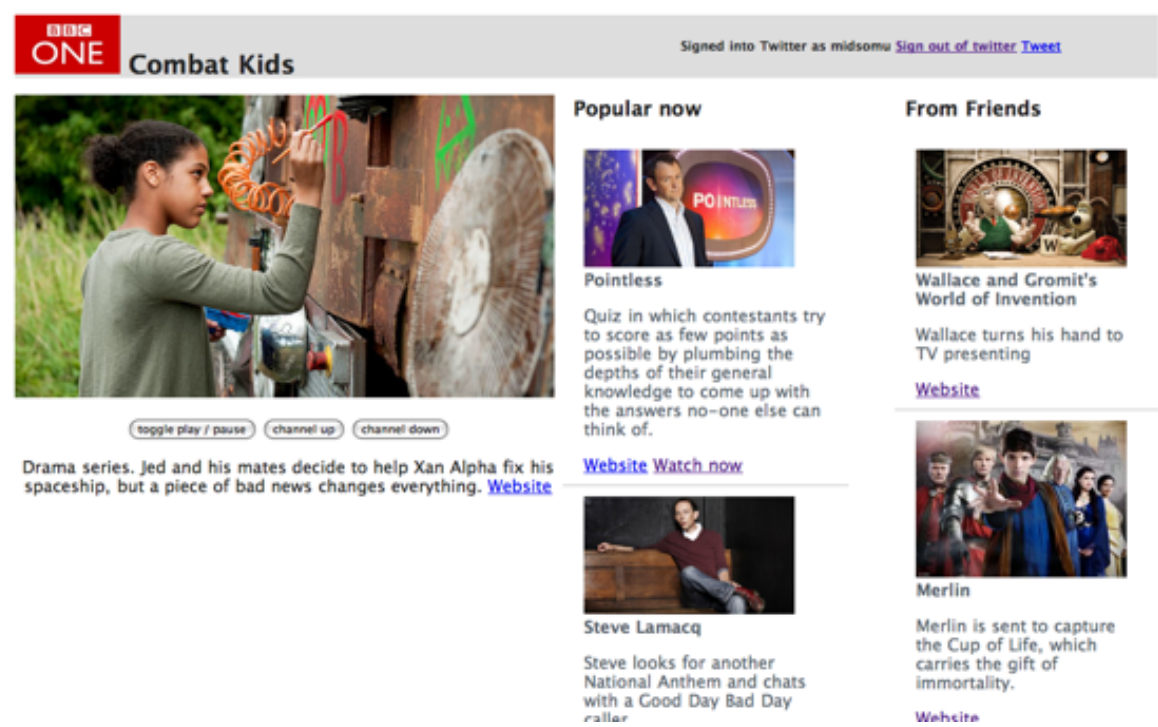 BBC
ONE
Combat Kids
Signed into Twitter as midsomu Sign out of twitter Tweet
toggle play / pause
channel up
channel down
Drama series. Jed and his mates decide to help Xan Alpha fix his
spaceship, but a piece of bad news changes everything. Website
Popular now
POINTLESS
Pointless
Quiz in which contestants try
to score as few points as
possible by plumbing the
depths of their general
knowledge to come up with
the answers no-one else can
think of.
Website Watch now
Steve Lamacq
Steve looks for another
National Anthem and chats
with a Good Day Bad Day
caller
From Friends
W
Wallace and Gromit's
World of Invention
Wallace turns his hand to
TV presenting
Website
Merlin
Merlin is sent to capture
the Cup of Life, which
carries the gift of
immortality.
Website